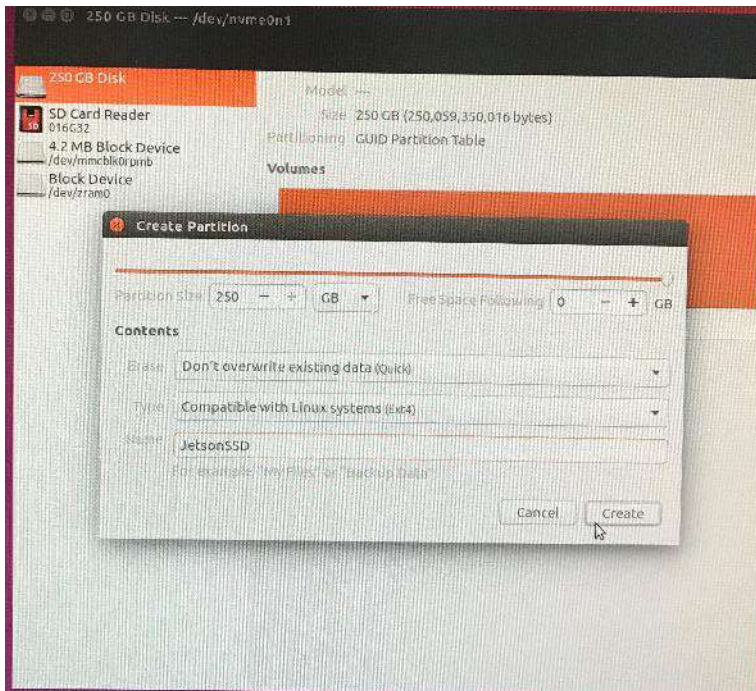 250 GB Disk — /dev/nvme0n1
250 GB Disk
SD Card Reader
016G32
4.2 MB Block Device
/dev/mmcblk0rpmb
Block Device
/dev/zram0
Model —
Size 250 GB (250,059,350,016 bytes)
Partitioning GUID Partition Table
Volumes
Create Partition
Partition Size 250 − + GB Free Space Following 0 − + GB
Contents
Erase Don't overwrite existing data (Quick)
Type Compatible with Linux systems (Ext4)
Name JetsonSSD
For example: "My Files" or "Backup Data"
Cancel Create